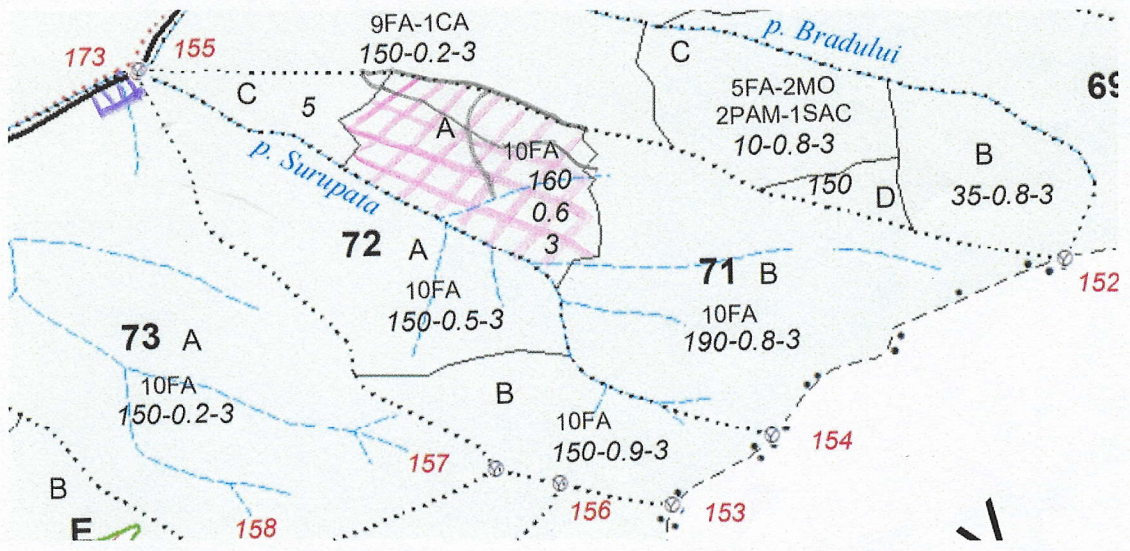 9FA-1CA
150-0.2-3
173
155
C
5
A
10FA
160
0.6
3
p. Surupata
C
p. Bradului
5FA-2MO
2PAM-1SAC
10-0.8-3
69
B
35-0.8-3
150
D
152
72
A
10FA
150-0.5-3
71
B
10FA
190-0.8-3
73
A
10FA
150-0.2-3
B
10FA
150-0.9-3
154
157
156
153
B
158